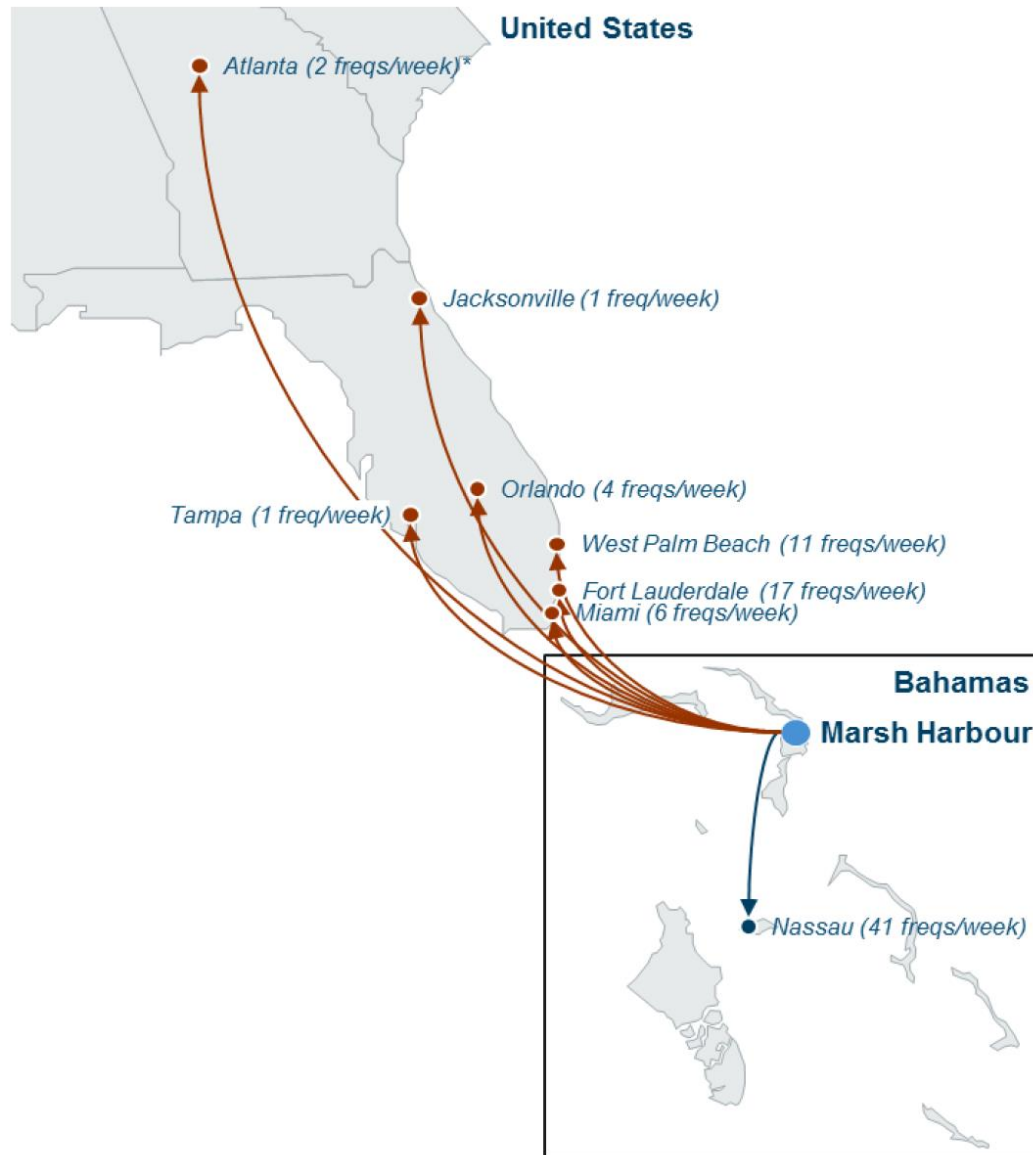 United States
Atlanta (2 freqs/week)*
Jacksonville (1 freq/week)
Orlando (4 freqs/week)
Tampa (1 freq/week)
West Palm Beach (11 freqs/week)
Fort Lauderdale (17 freqs/week)
Miami (6 freqs/week)
Bahamas
Marsh Harbour
Nassau (41 freqs/week)